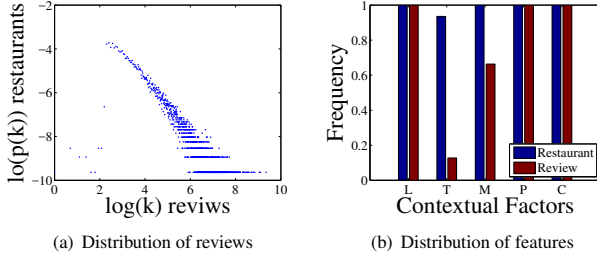 lo(p(k)) restaurants
−2
−4
−6
−8
−10
0 2 4 6 8 10
log(k) reviws
(a) Distribution of reviews
Frequency
1
0.8
0.6
0.4
0.2
0
L T M P C
Restaurant
Review
Contextual Factors
(b) Distribution of features